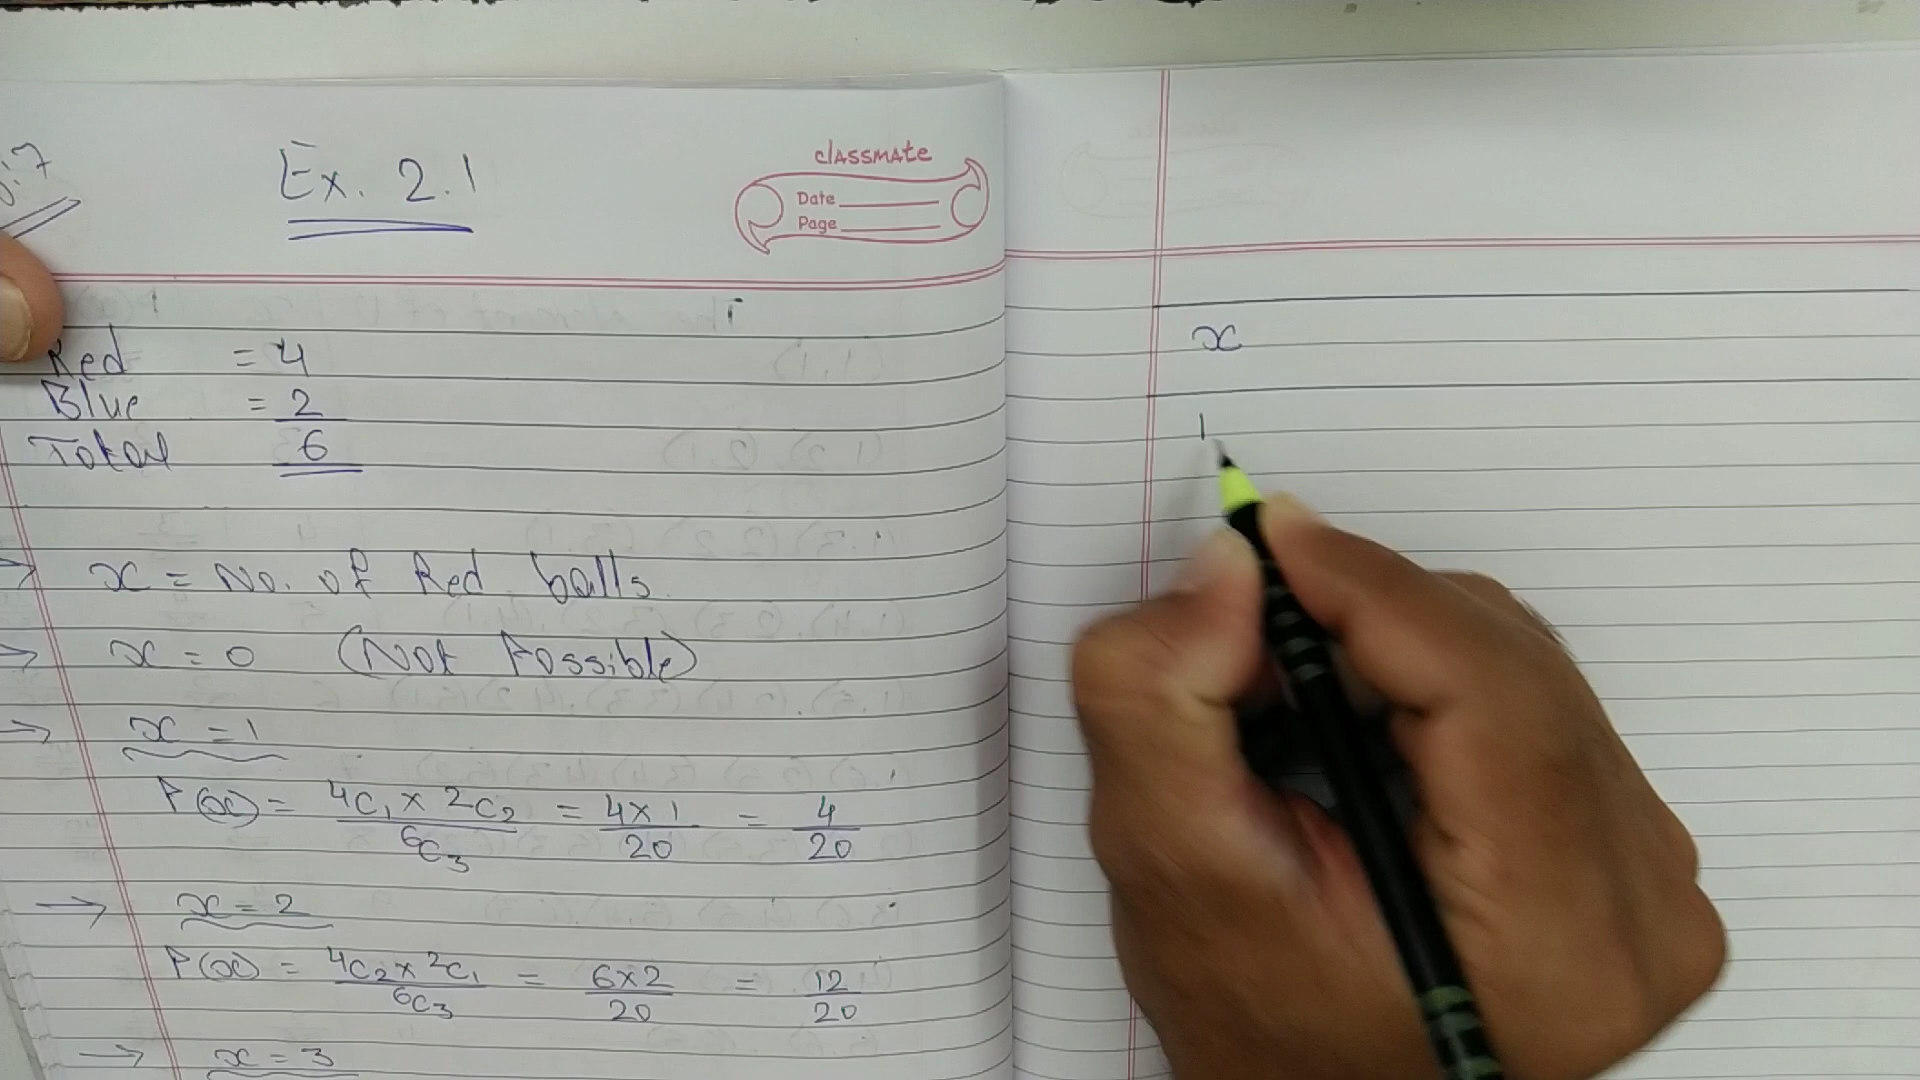 Ex. 2.1
classmate
Date
Page
Red = 4
Blue = 2
Total 6
→ x = No. of Red balls.
→ x = 0 (Not Possible)
→ x = 1
P(x) = ⁴C₁ × ²C₂ / ⁶C₃ = 4×1 / 20 = 4/20
→ x = 2
P(x) = ⁴C₂ × ²C₁ / ⁶C₃ = 6×2 / 20 = 12/20
→ x = 3
x
1